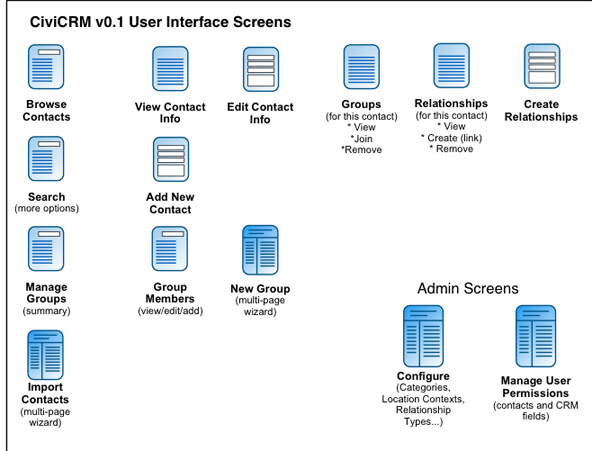 CiviCRM v0.1 User Interface Screens
Browse
Contacts
View Contact
Info
Edit Contact
Info
Groups
(for this contact)
* View
*Join
*Remove
Relationships
(for this contact)
* View
* Create (link)
* Remove
Create
Relationships
Search
(more options)
Add New
Contact
Manage
Groups
(summary)
Group
Members
(view/edit/add)
New Group
(multi-page
wizard)
Admin Screens
Import
Contacts
(multi-page
wizard)
Configure
(Categories,
Location Contexts,
Relationship
Types...)
Manage User
Permissions
(contacts and CRM
fields)